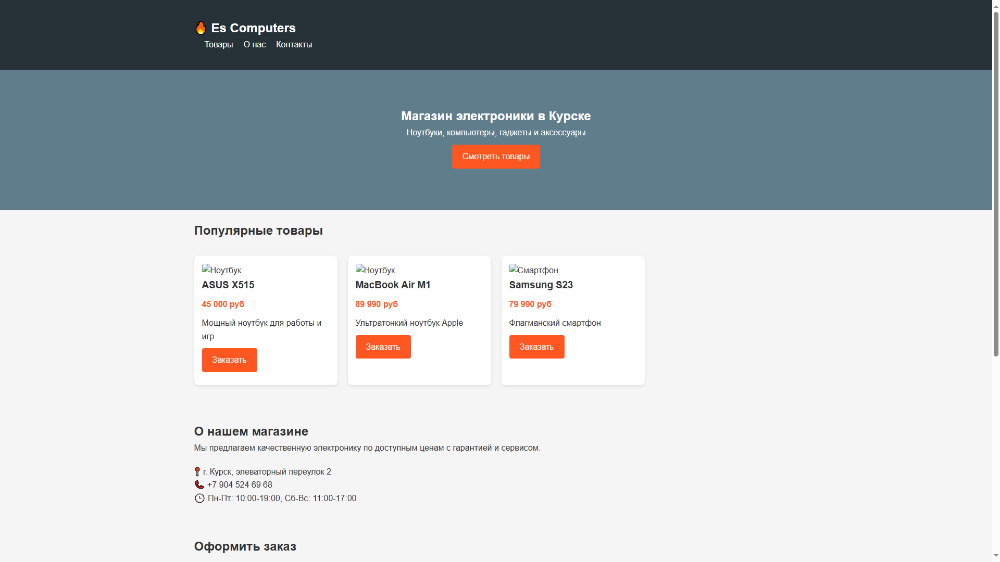 Es Computers
Товары О нас Контакты
Магазин электроники в Курске
Ноутбуки, компьютеры, гаджеты и аксессуары
Смотреть товары
Популярные товары
Ноутбук
ASUS X515
45 000 руб
Мощный ноутбук для работы и
игр
Заказать
Ноутбук
MacBook Air M1
89 990 руб
Ультратонкий ноутбук Apple
Заказать
Смартфон
Samsung S23
79 990 руб
Флагманский смартфон
Заказать
О нашем магазине
Мы предлагаем качественную электронику по доступным ценам с гарантией и сервисом.
г. Курск, элеваторный переулок 2
+7 904 524 69 68
Пн-Пт: 10:00-19:00, Сб-Вс: 11:00-17:00
Оформить заказ